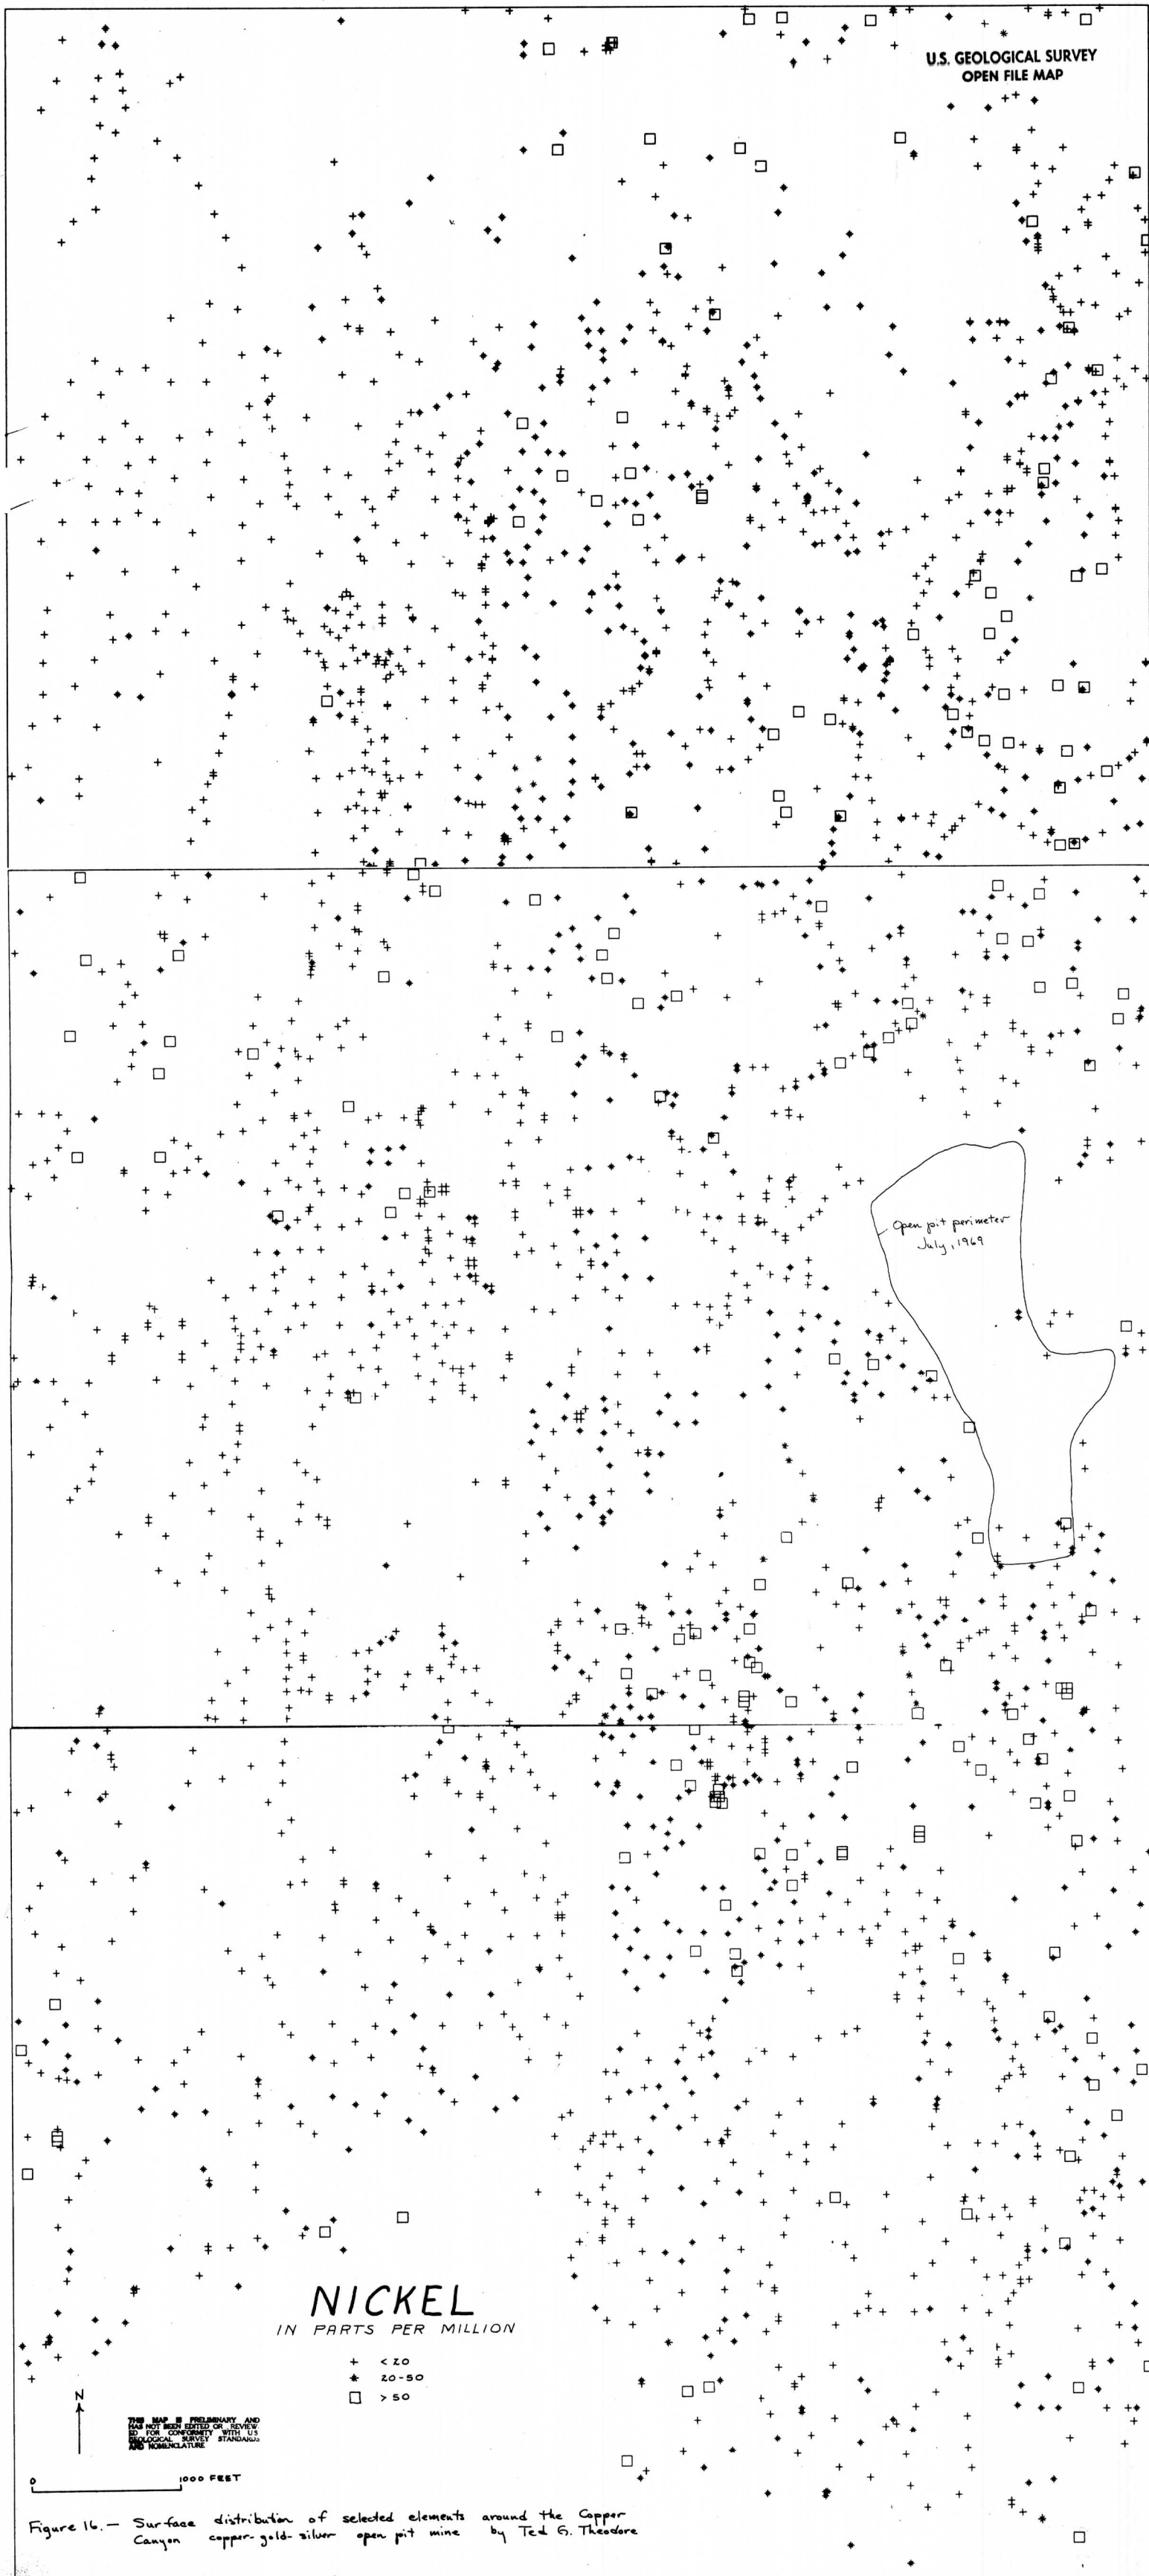 U.S. GEOLOGICAL SURVEY
OPEN FILE MAP
Open pit perimeter
July, 1969
NICKEL
IN PARTS PER MILLION
< 20
20-50
> 50
N
THIS MAP IS PRELIMINARY AND
HAS NOT BEEN EDITED OR REVIEW
ED FOR CONFORMITY WITH U S
GEOLOGICAL SURVEY STANDARDS
AND NOMENCLATURE
0 1000 FEET
Figure 16.— Surface distribution of selected elements around the Copper
Canyon copper-gold-silver open pit mine by Ted G. Theodore